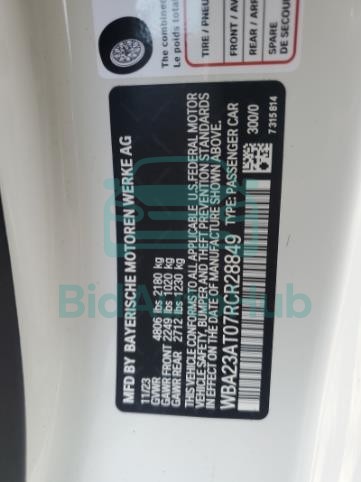 The combined
Le poids total
TIRE / PNEU
FRONT / AV
REAR / ARR
SPARE
DE SECOU
MFD BY BAYERISCHE MOTOREN WERKE AG
11/23
GVWR 4806 lbs 2180 kg
GAWR FRONT 2249 lbs 1020 kg
GAWR REAR 2712 lbs 1230 kg
THIS VEHICLE CONFORMS TO ALL APPLICABLE U.S. FEDERAL MOTOR
VEHICLE SAFETY, BUMPER, AND THEFT PREVENTION STANDARDS
IN EFFECT ON THE DATE OF MANUFACTURE SHOWN ABOVE.
WBA23AT07RCR28849 TYPE: PASSENGER CAR
300/0
7 315 814
BidAutoHub